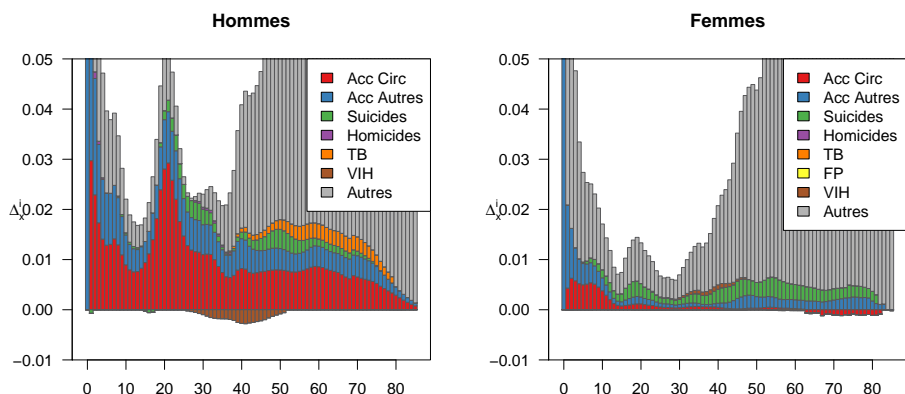 Hommes
0.05
0.04
0.03
0.02
0.01
0.00
−0.01
Δxⁱ
0 10 20 30 40 50 60 70 80
Acc Circ
Acc Autres
Suicides
Homicides
TB
VIH
Autres
Femmes
0.05
0.04
0.03
0.02
0.01
0.00
−0.01
Δxⁱ
0 10 20 30 40 50 60 70 80
Acc Circ
Acc Autres
Suicides
Homicides
TB
FP
VIH
Autres